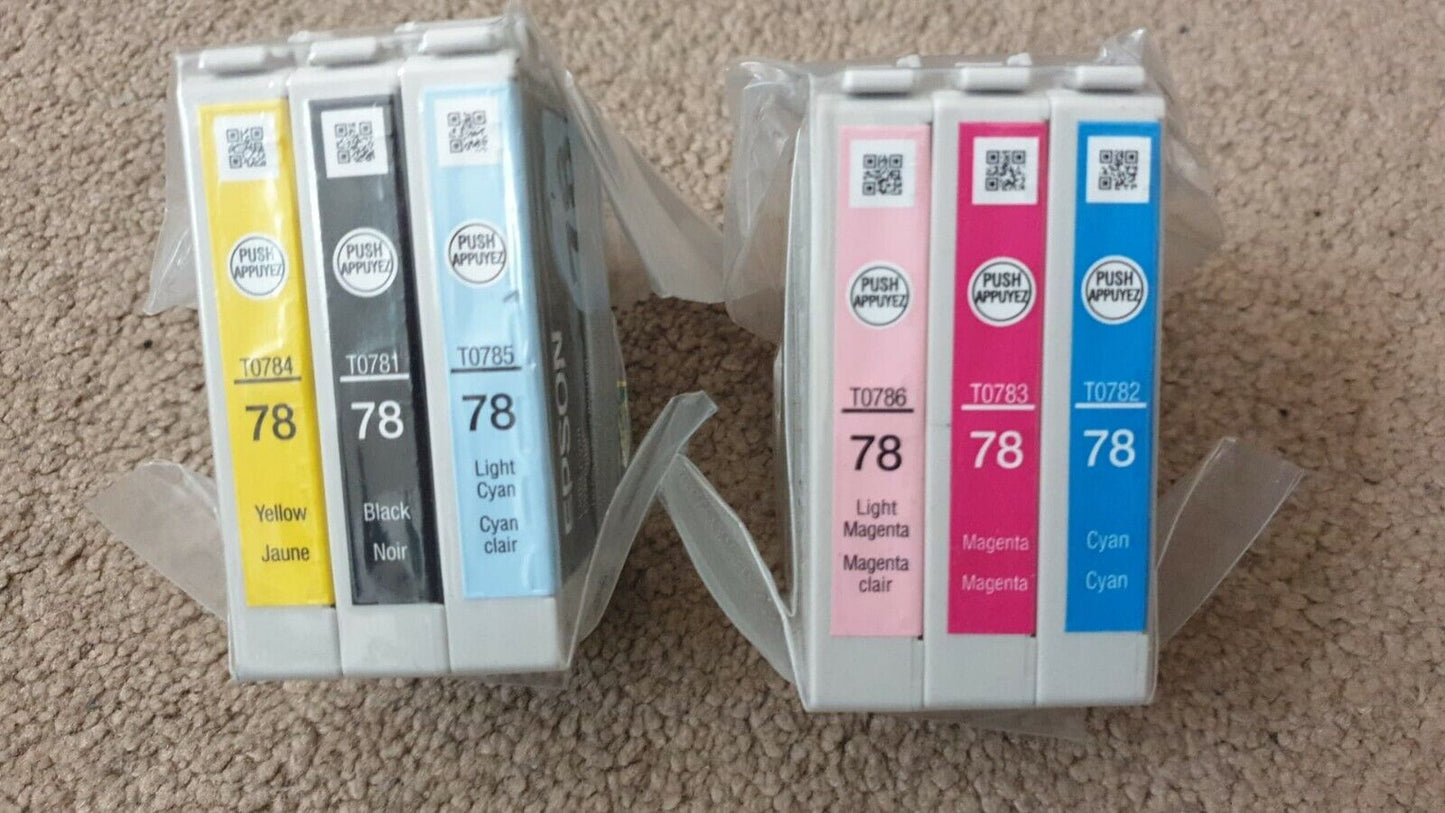 PUSH
APPUYEZ
T0784
78
Yellow
Jaune
PUSH
APPUYEZ
T0781
78
Black
Noir
PUSH
APPUYEZ
T0785
78
Light
Cyan
Cyan
clair
EPSON
PUSH
APPUYEZ
T0786
78
Light
Magenta
Magenta
clair
PUSH
APPUYEZ
T0783
78
Magenta
Magenta
PUSH
APPUYEZ
T0782
78
Cyan
Cyan